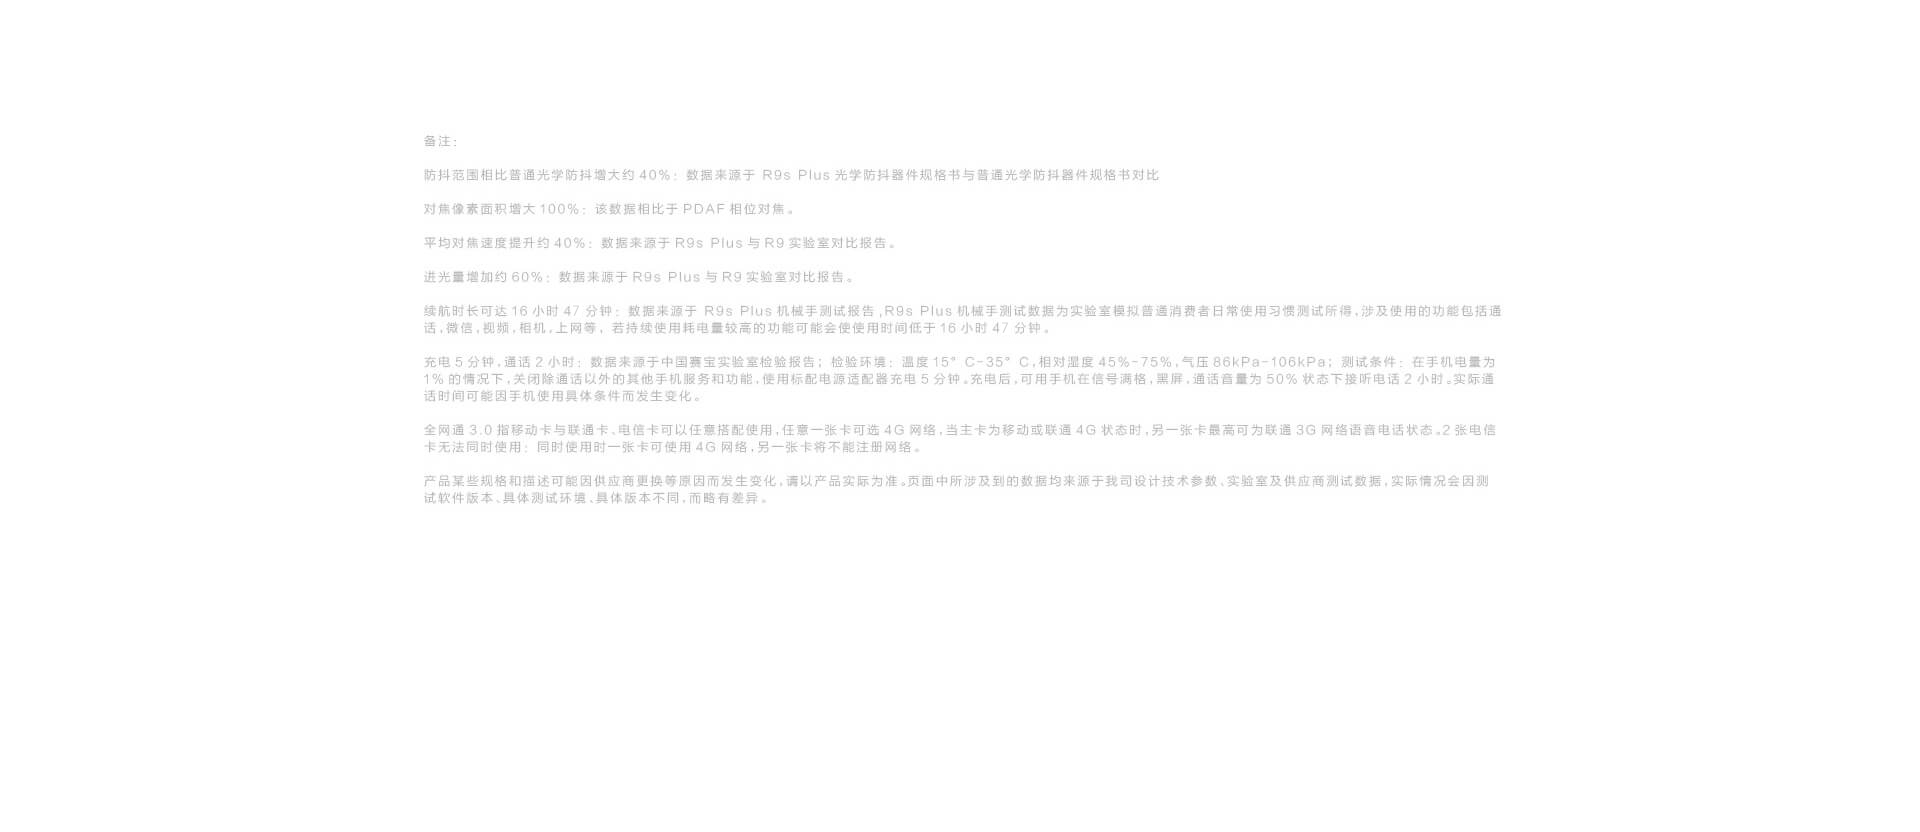 备注：
防抖范围相比普通光学防抖增大约 40%：数据来源于 R9s Plus 光学防抖器件规格书与普通光学防抖器件规格书对比
对焦像素面积增大 100%：该数据相比于 PDAF 相位对焦。
平均对焦速度提升约 40%：数据来源于 R9s Plus 与 R9 实验室对比报告。
进光量增加约 60%：数据来源于 R9s Plus 与 R9 实验室对比报告。
续航时长可达 16 小时 47 分钟：数据来源于 R9s Plus 机械手测试报告，R9s Plus 机械手测试数据为实验室模拟普通消费者日常使用习惯测试所得，涉及使用的功能包括通
话，微信，视频，相机，上网等，若持续使用耗电量较高的功能可能会使使用时间低于 16 小时 47 分钟。
充电 5 分钟，通话 2 小时：数据来源于中国赛宝实验室检验报告；检验环境：温度 15° C-35° C，相对湿度 45%-75%，气压 86kPa-106kPa；测试条件：在手机电量为
1% 的情况下，关闭除通话以外的其他手机服务和功能，使用标配电源适配器充电 5 分钟。充电后，可用手机在信号满格，黑屏，通话音量为 50% 状态下接听电话 2 小时。实际通
话时间可能因手机使用具体条件而发生变化。
全网通 3.0 指移动卡与联通卡、电信卡可以任意搭配使用，任意一张卡可选 4G 网络，当主卡为移动或联通 4G 状态时，另一张卡最高可为联通 3G 网络语音电话状态。2 张电信
卡无法同时使用：同时使用时一张卡可使用 4G 网络，另一张卡将不能注册网络。
产品某些规格和描述可能因供应商更换等原因而发生变化，请以产品实际为准。页面中所涉及到的数据均来源于我司设计技术参数、实验室及供应商测试数据，实际情况会因测
试软件版本、具体测试环境、具体版本不同，而略有差异。